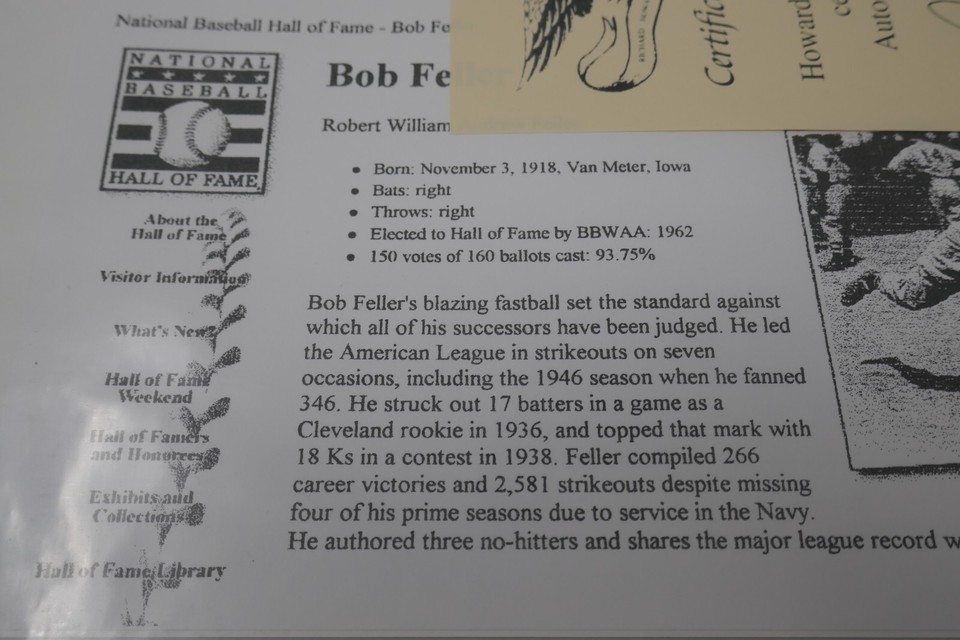 National Baseball Hall of Fame - Bob Fe
NATIONAL
BASEBALL
HALL OF FAME
Bob Feller
Robert William
• Born: November 3, 1918, Van Meter, Iowa
• Bats: right
• Throws: right
• Elected to Hall of Fame by BBWAA: 1962
• 150 votes of 160 ballots cast: 93.75%
Bob Feller's blazing fastball set the standard against
which all of his successors have been judged. He led
the American League in strikeouts on seven
occasions, including the 1946 season when he fanned
346. He struck out 17 batters in a game as a
Cleveland rookie in 1936, and topped that mark with
18 Ks in a contest in 1938. Feller compiled 266
career victories and 2,581 strikeouts despite missing
four of his prime seasons due to service in the Navy.
He authored three no-hitters and shares the major league record w
About the
Hall of Fame
Visitor Information
What's New?
Hall of Fame
Weekend
Hall of Famers
and Honorees
Exhibits and
Collections
Hall of Fame Library
Certific
Howard
ce
Auto